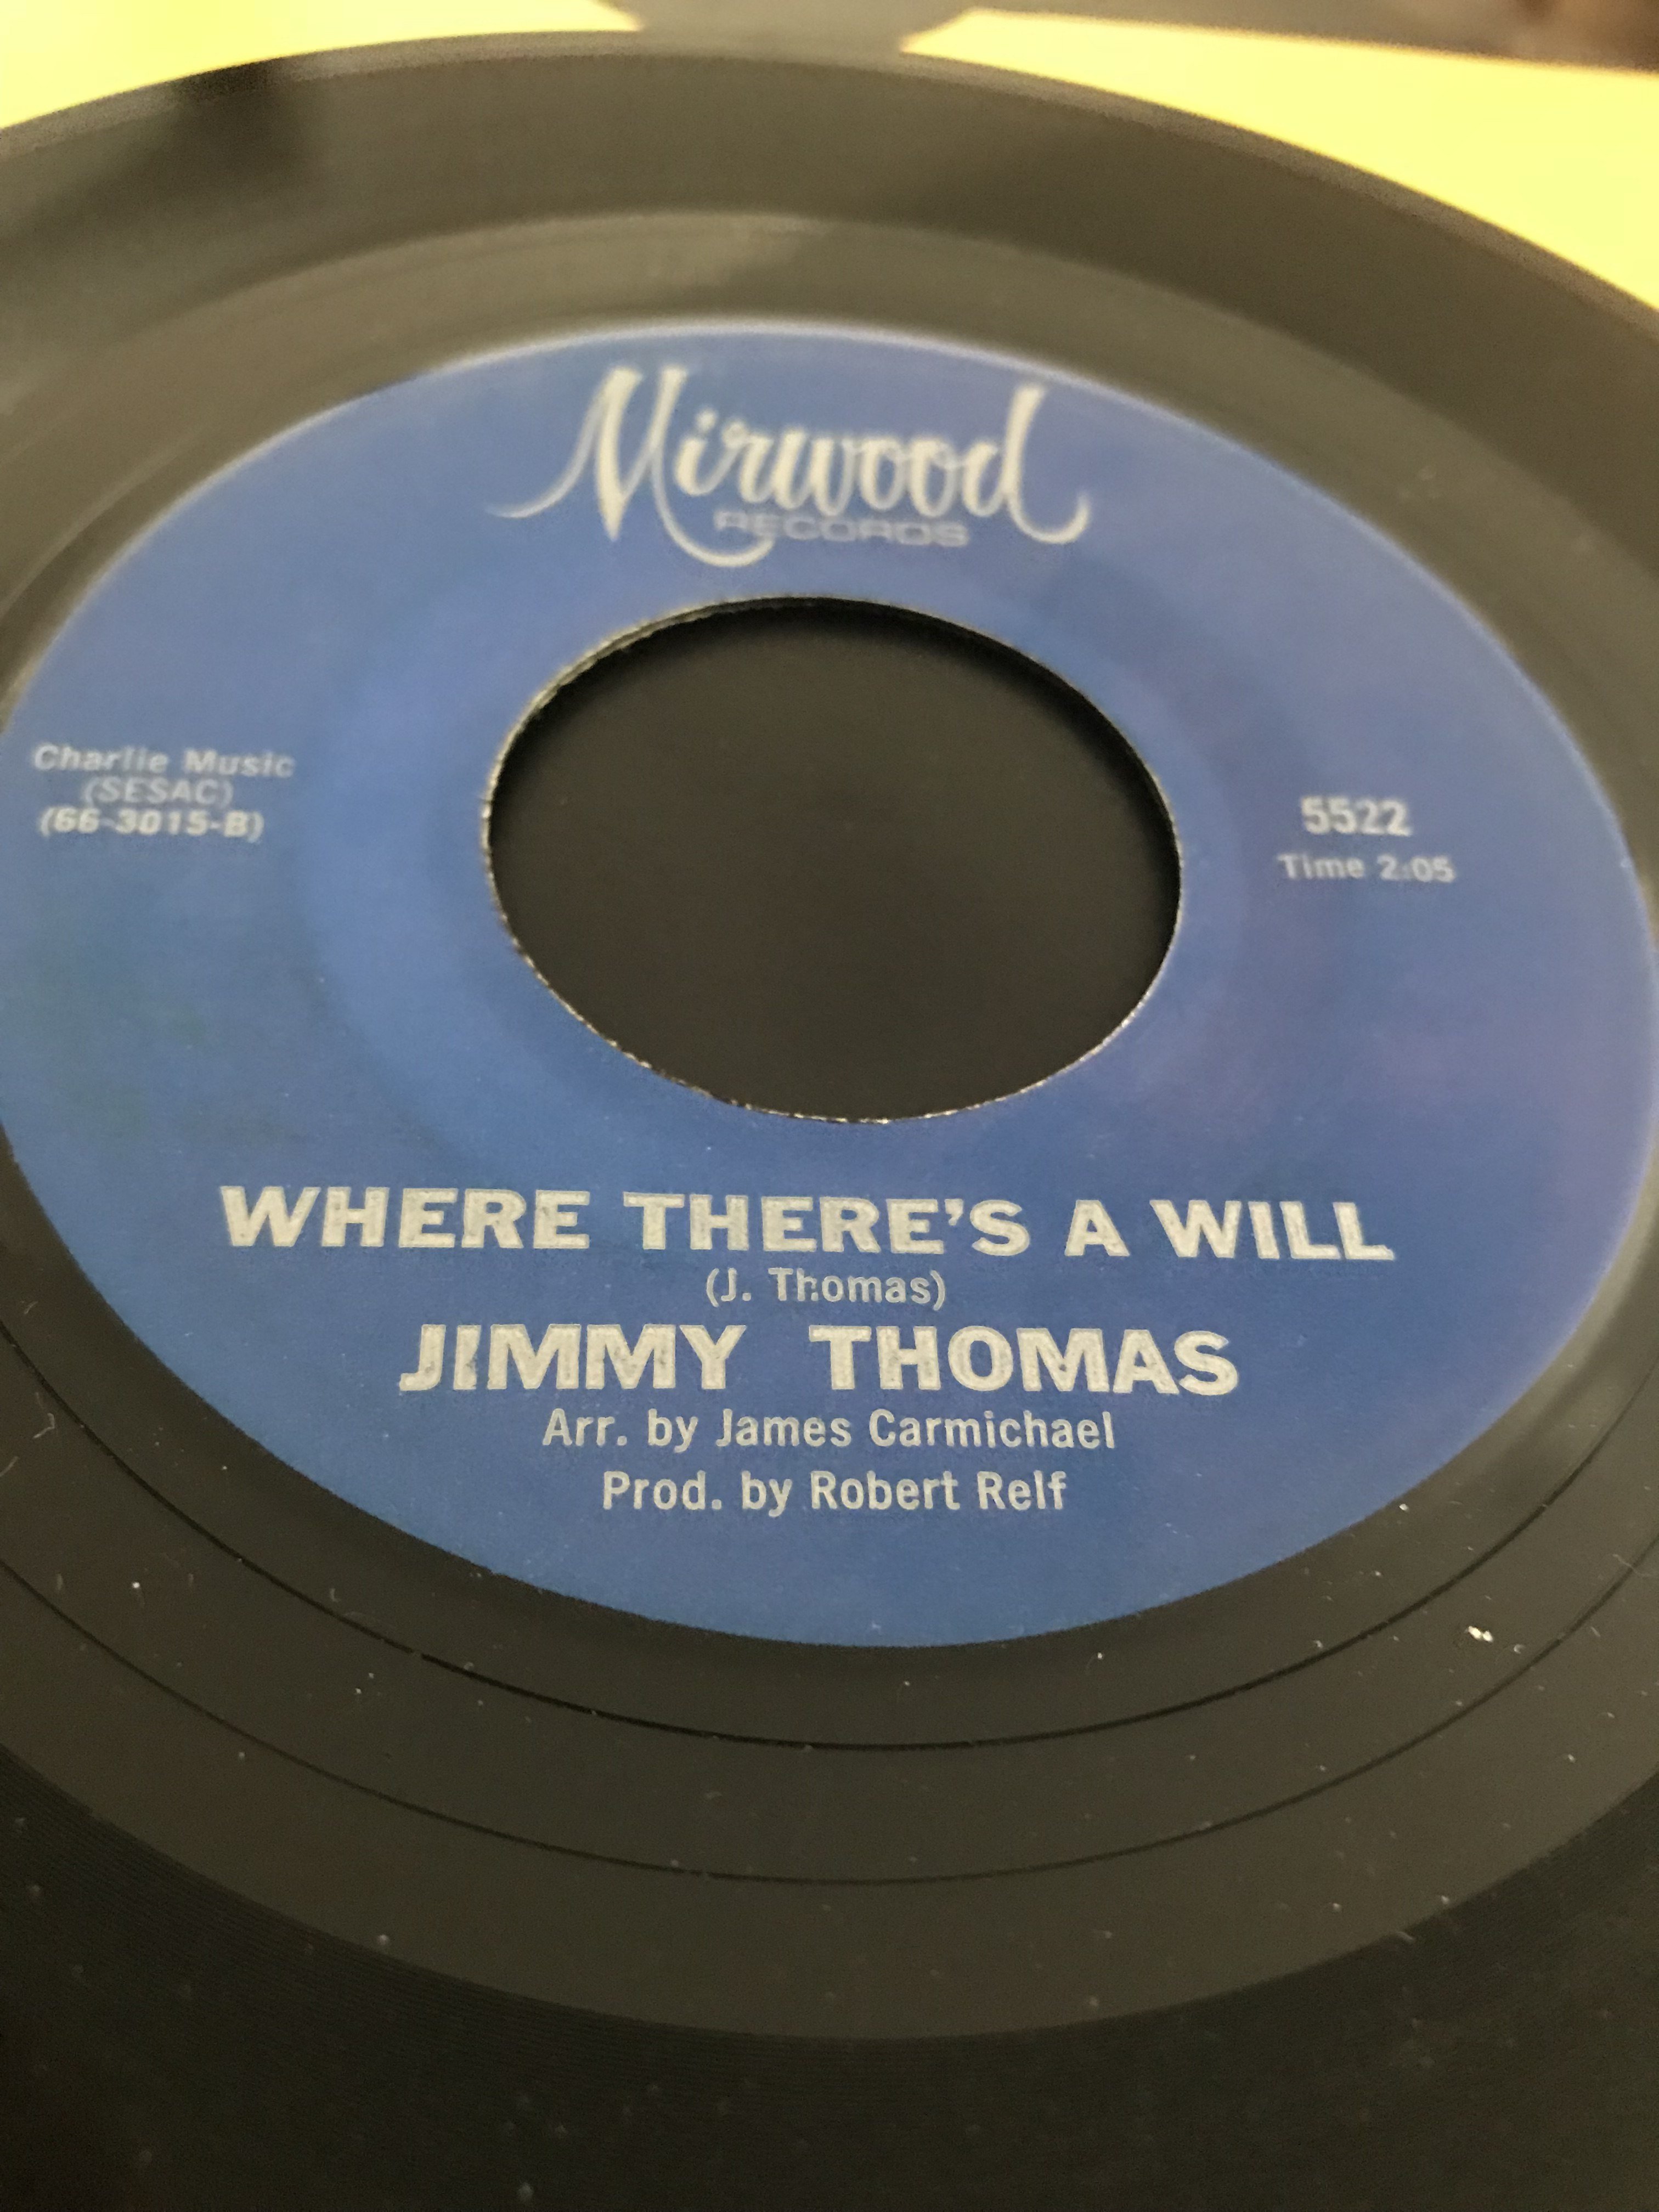 Mirwood
RECORDS
Charlie Music
(SESAC)
(66-3015-B)
5522
Time 2:05
WHERE THERE'S A WILL
(J. Thomas)
JIMMY THOMAS
Arr. by James Carmichael
Prod. by Robert Relf